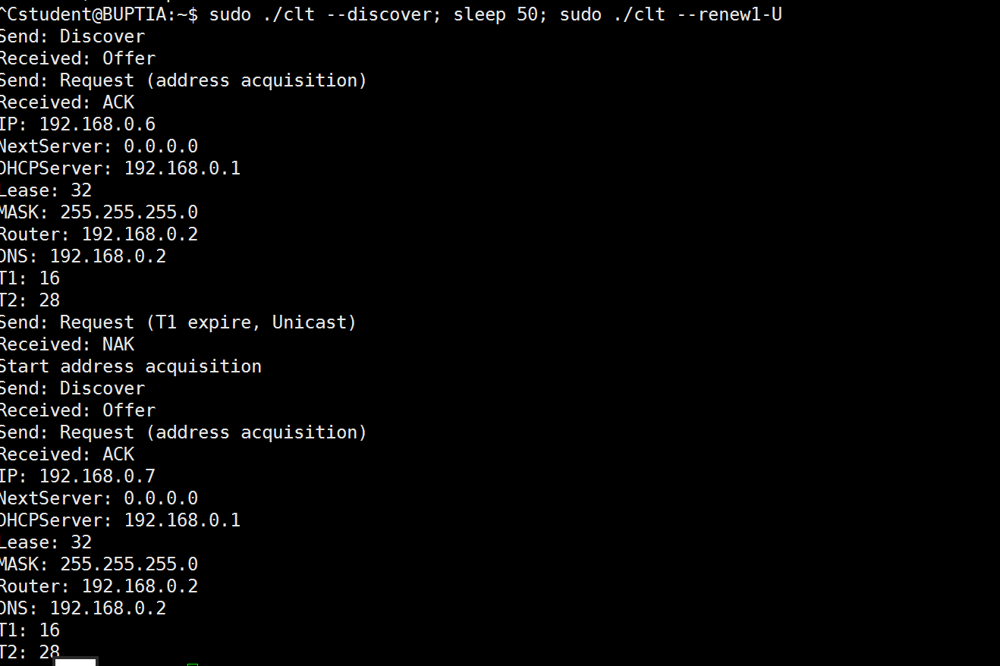 ^Cstudent@BUPTIA:~$ sudo ./clt --discover; sleep 50; sudo ./clt --renew1-U
Send: Discover
Received: Offer
Send: Request (address acquisition)
Received: ACK
IP: 192.168.0.6
NextServer: 0.0.0.0
DHCPServer: 192.168.0.1
Lease: 32
MASK: 255.255.255.0
Router: 192.168.0.2
DNS: 192.168.0.2
T1: 16
T2: 28
Send: Request (T1 expire, Unicast)
Received: NAK
Start address acquisition
Send: Discover
Received: Offer
Send: Request (address acquisition)
Received: ACK
IP: 192.168.0.7
NextServer: 0.0.0.0
DHCPServer: 192.168.0.1
Lease: 32
MASK: 255.255.255.0
Router: 192.168.0.2
DNS: 192.168.0.2
T1: 16
T2: 28